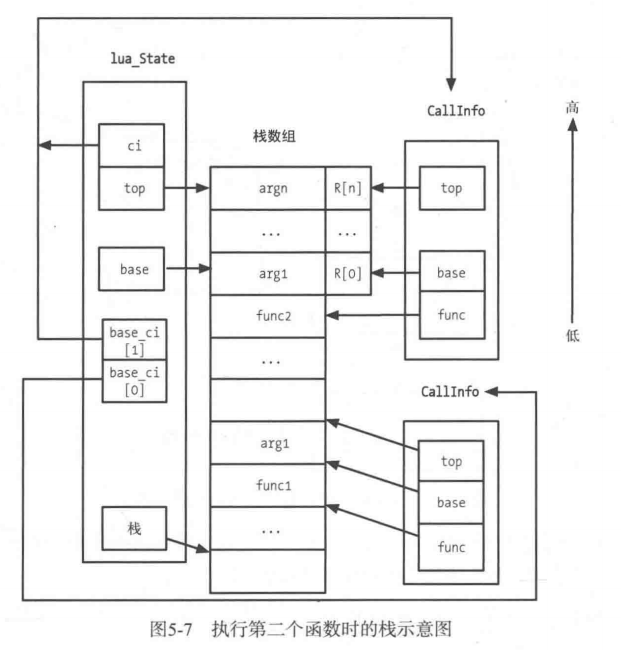 lua_State
ci
top
base
base_ci
[1]
base_ci
[0]
栈
栈数组
argn
R[n]
...
...
arg1
R[0]
func2
...
arg1
func1
...
CallInfo
top
base
func
CallInfo
top
base
func
高
低
图5-7 执行第二个函数时的栈示意图